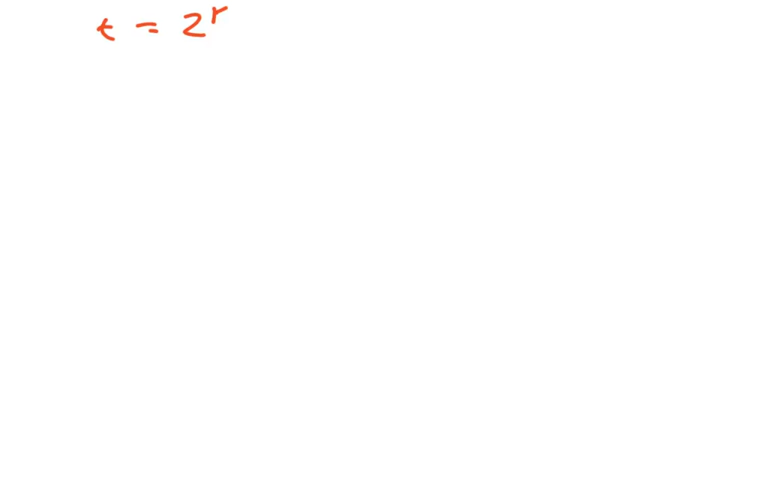 t = 2^r